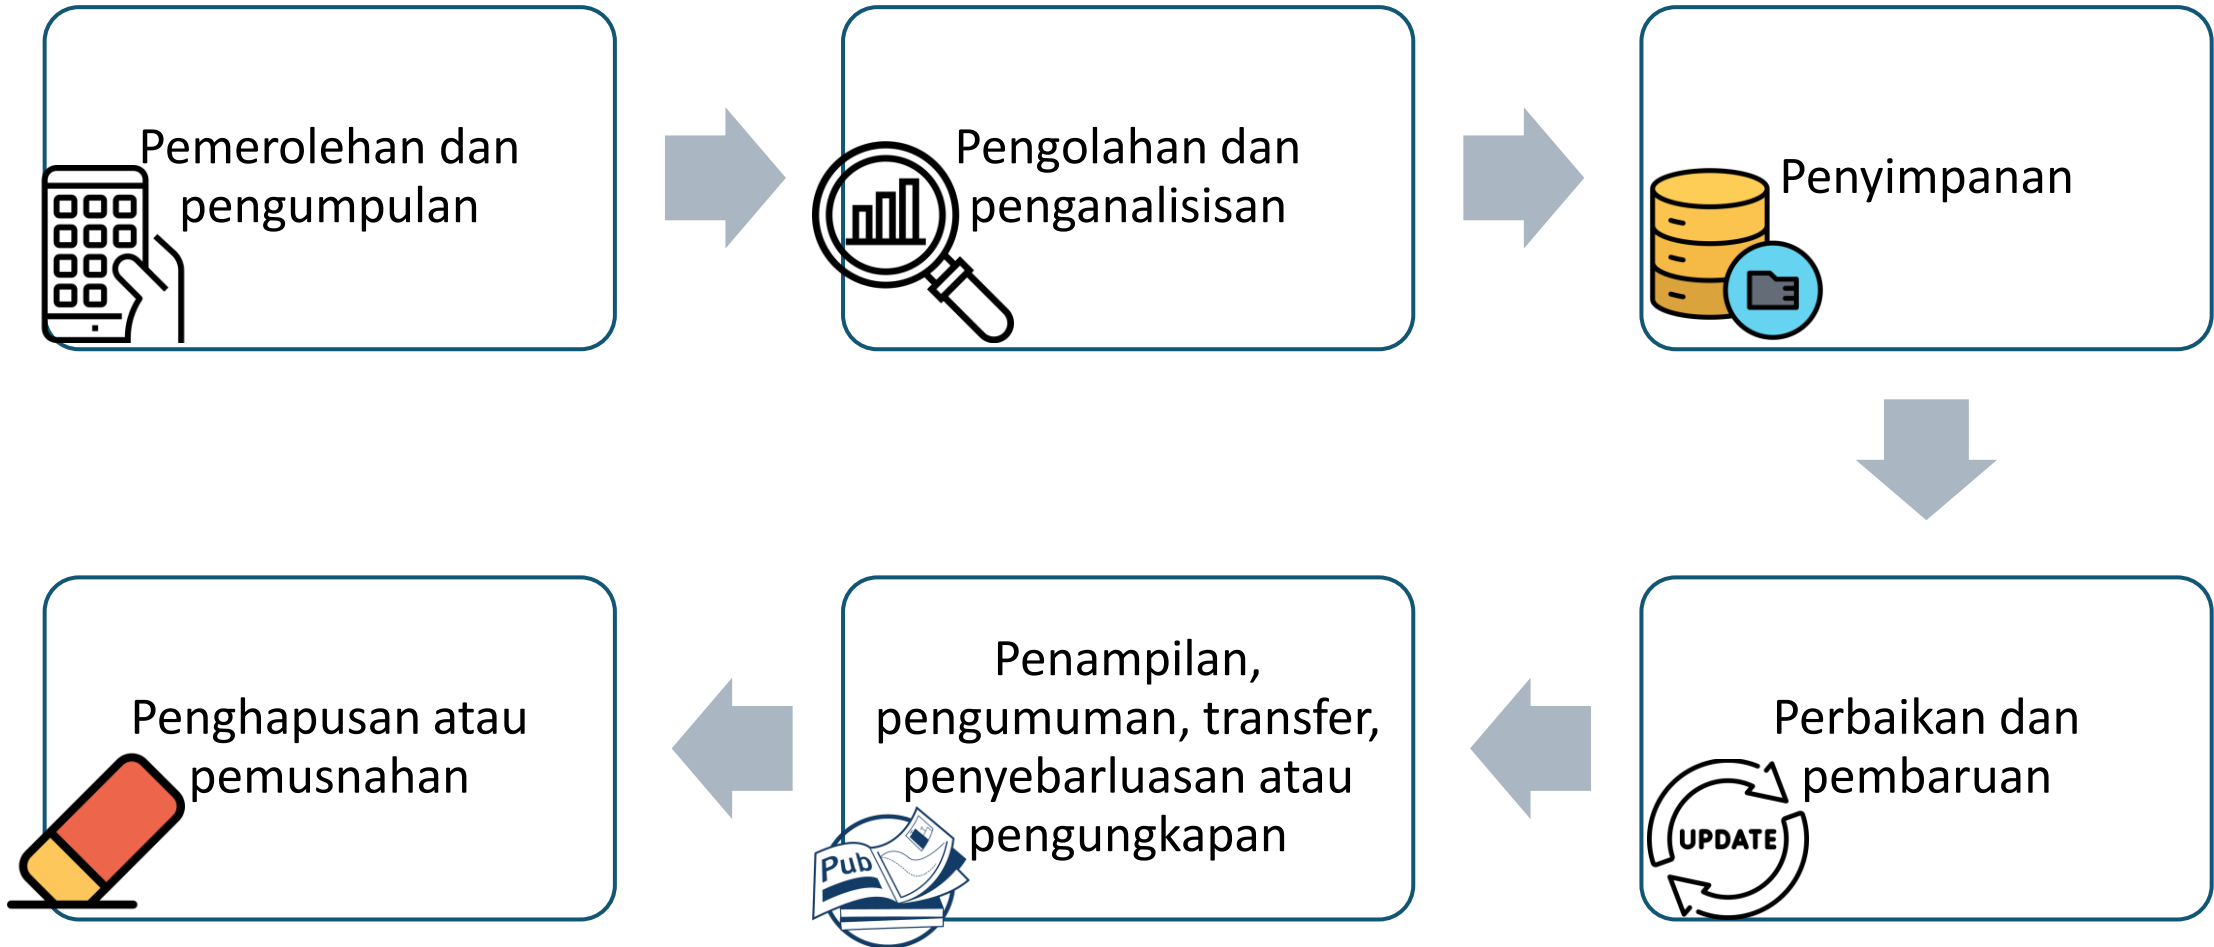 Pemerolehan dan
pengumpulan
Pengolahan dan
penganalisisan
Penyimpanan
Perbaikan dan
pembaruan
UPDATE
Penampilan,
pengumuman, transfer,
penyebarluasan atau
pengungkapan
Pub
Penghapusan atau
pemusnahan